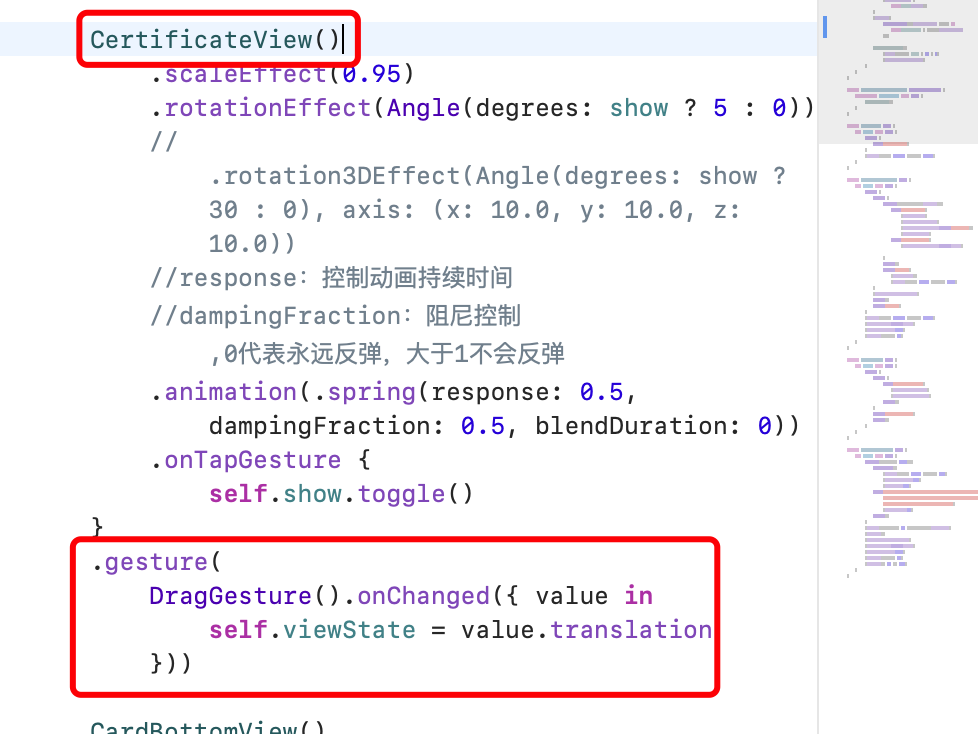 CertificateView()
.scaleEffect(0.95)
.rotationEffect(Angle(degrees: show ? 5 : 0))
//
.rotation3DEffect(Angle(degrees: show ?
30 : 0), axis: (x: 10.0, y: 10.0, z:
10.0))
//response：控制动画持续时间
//dampingFraction：阻尼控制
,0代表永远反弹，大于1不会反弹
.animation(.spring(response: 0.5,
dampingFraction: 0.5, blendDuration: 0))
.onTapGesture {
self.show.toggle()
}
.gesture(
DragGesture().onChanged({ value in
self.viewState = value.translation
}))
CardBottomView()